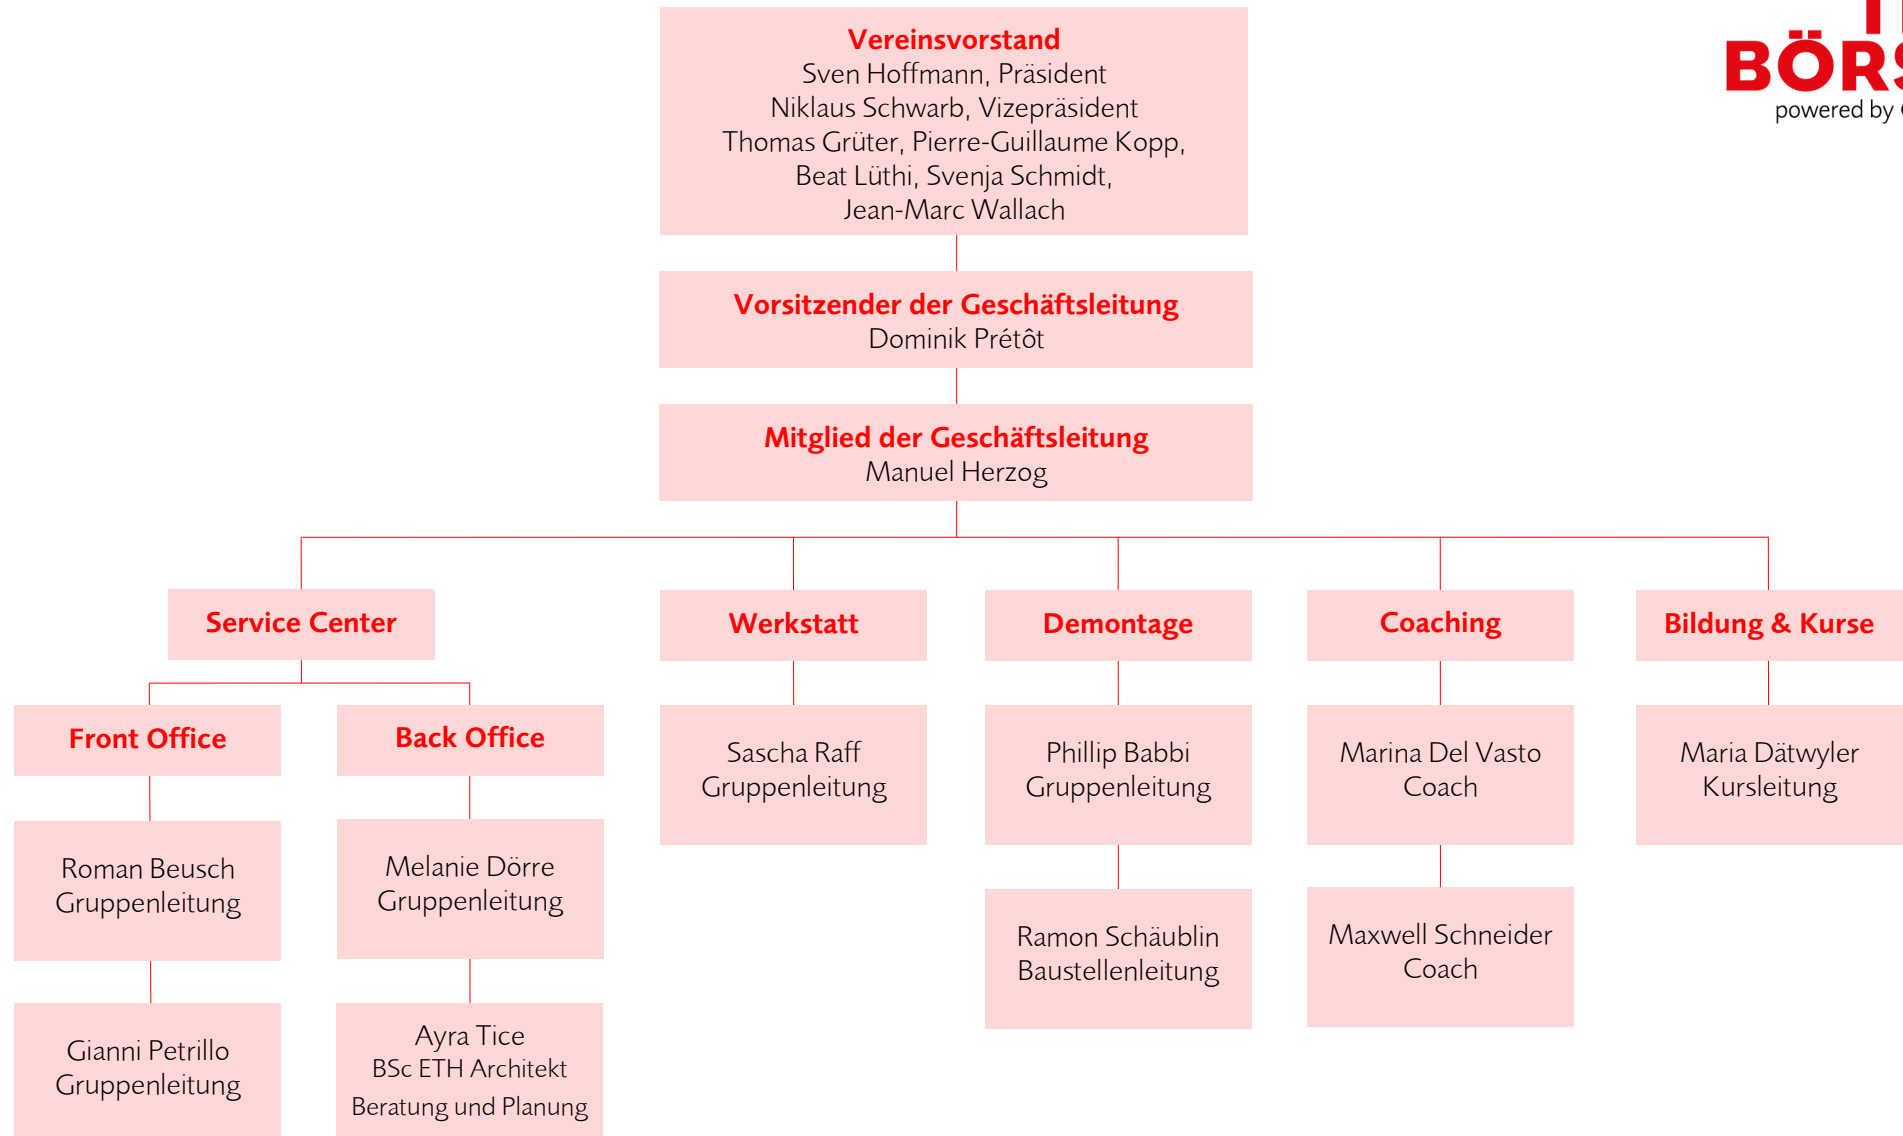 Vereinsvorstand
Sven Hoffmann, Präsident
Niklaus Schwarb, Vizepräsident
Thomas Grüter, Pierre-Guillaume Kopp,
Beat Lüthi, Svenja Schmidt,
Jean-Marc Wallach
powered by
Vorsitzender der Geschäftsleitung
Dominik Prétôt
Mitglied der Geschäftsleitung
Manuel Herzog
Service Center
Werkstatt
Demontage
Coaching
Bildung & Kurse
Front Office
Back Office
Roman Beusch
Gruppenleitung
Gianni Petrillo
Gruppenleitung
Melanie Dörre
Gruppenleitung
Ayra Tice
BSc ETH Architekt
Beratung und Planung
Sascha Raff
Gruppenleitung
Phillip Babbi
Gruppenleitung
Ramon Schäublin
Baustellenleitung
Marina Del Vasto
Coach
Maxwell Schneider
Coach
Maria Dätwyler
Kursleitung